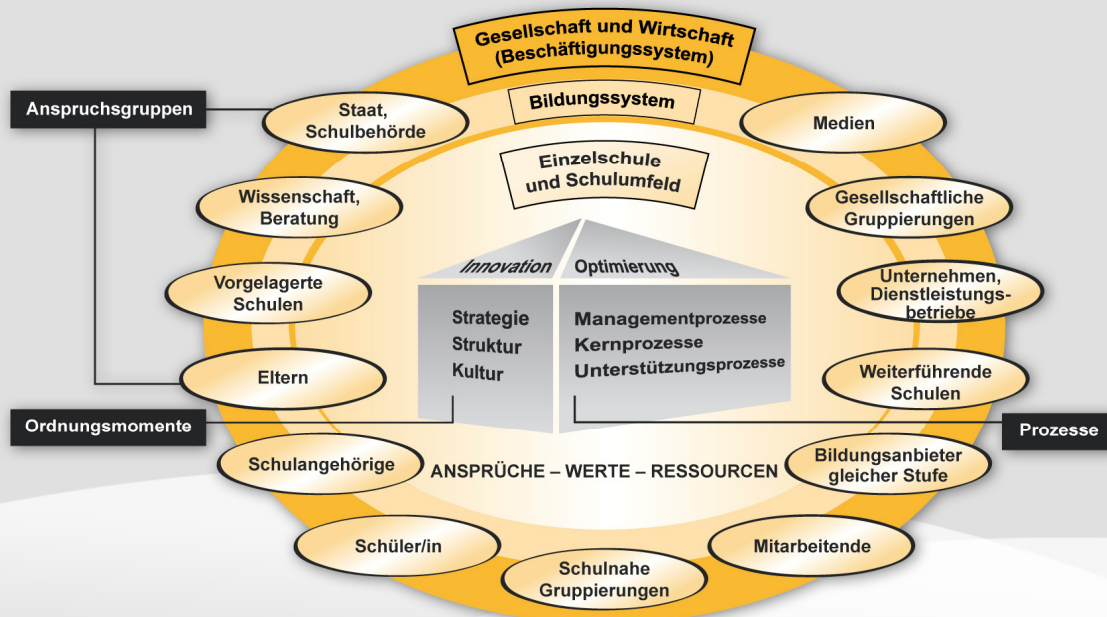 Gesellschaft und Wirtschaft
(Beschäftigungssystem)
Bildungssystem
Einzelschule
und Schulumfeld
Anspruchsgruppen
Staat,
Schulbehörde
Medien
Wissenschaft,
Beratung
Gesellschaftliche
Gruppierungen
Vorgelagerte
Schulen
Unternehmen,
Dienstleistungs-
betriebe
Innovation
Optimierung
Strategie
Struktur
Kultur
Managementprozesse
Kernprozesse
Unterstützungsprozesse
Eltern
Weiterführende
Schulen
Ordnungsmomente
Prozesse
Schulangehörige
ANSPRÜCHE – WERTE – RESSOURCEN
Bildungsanbieter
gleicher Stufe
Schüler/in
Mitarbeitende
Schulnahe
Gruppierungen